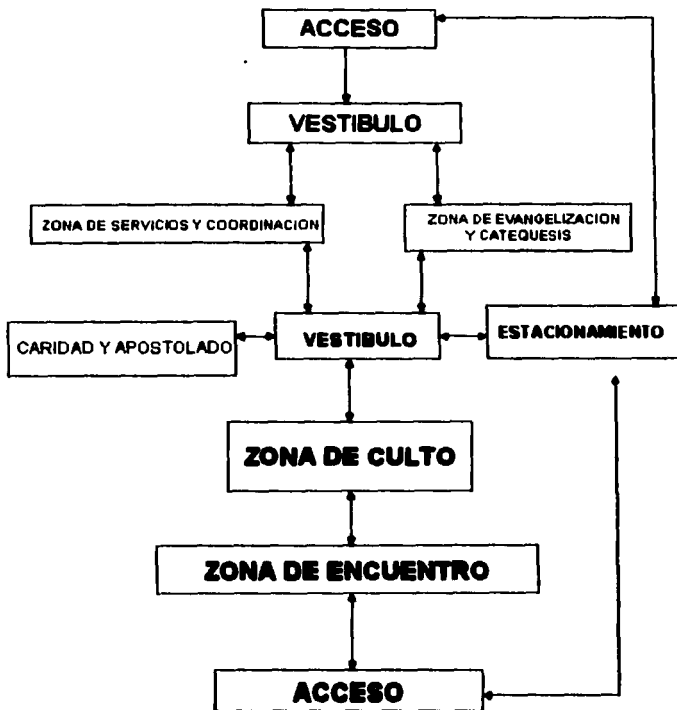 ACCESO
VESTIBULO
ZONA DE SERVICIOS Y COORDINACION
ZONA DE EVANGELIZACION
Y CATEQUESIS
CARIDAD Y APOSTOLADO
VESTIBULO
ESTACIONAMIENTO
ZONA DE CULTO
ZONA DE ENCUENTRO
ACCESO